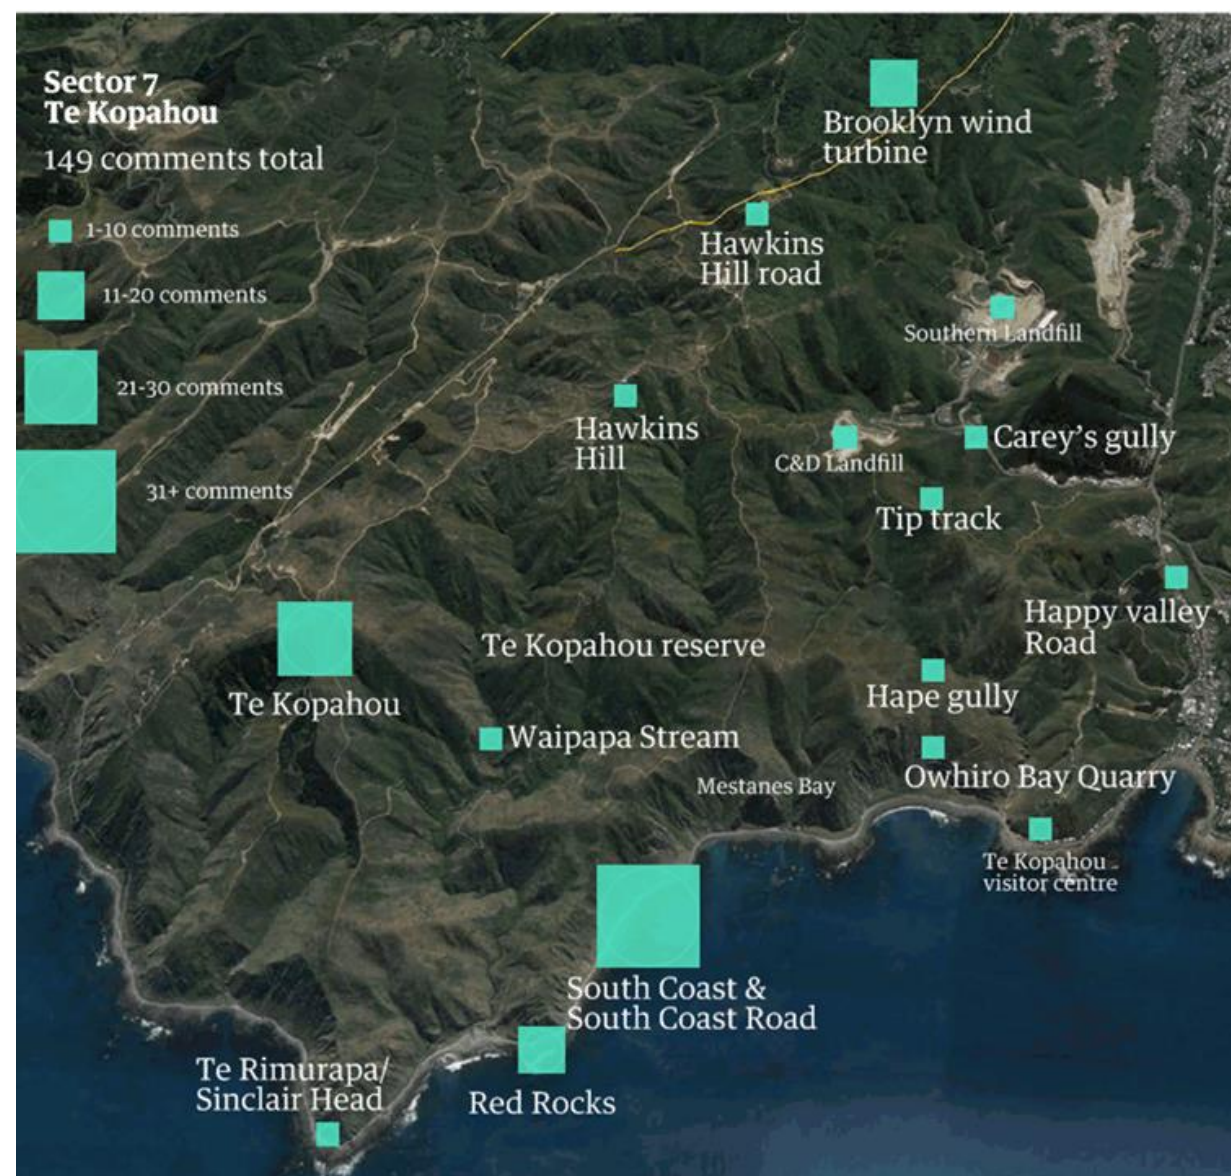 Sector 7
Te Kopahou
149 comments total
1-10 comments
11-20 comments
21-30 comments
31+ comments
Brooklyn wind
turbine
Hawkins
Hill road
Southern Landfill
Hawkins
Hill
C&D Landfill
Carey's gully
Tip track
Happy valley
Road
Te Kopahou reserve
Te Kopahou
Hape gully
Waipapa Stream
Owhiro Bay Quarry
Mestanes Bay
Te Kopahou
visitor centre
South Coast &
South Coast Road
Te Rimurapa/
Sinclair Head
Red Rocks